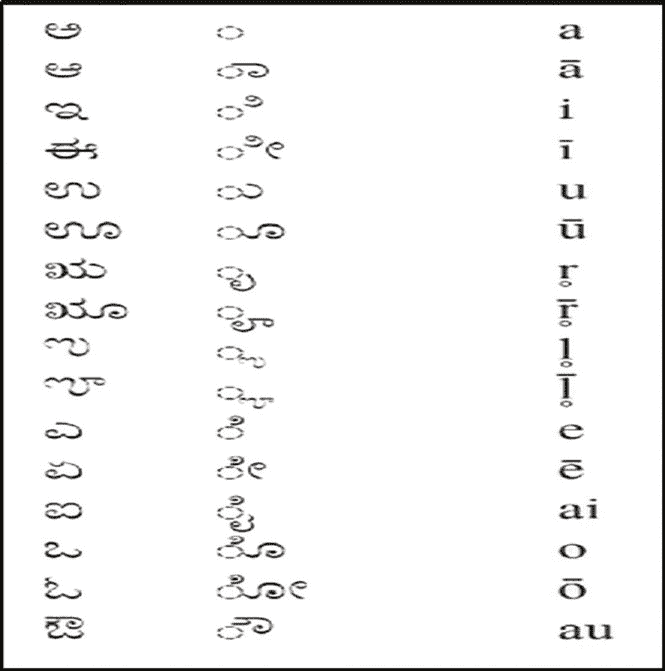 ಅ ◌ a
ಆ ◌ಾ ā
ಇ ◌ಿ i
ಈ ◌ೀ ī
ಉ ◌ು u
ಊ ◌ೂ ū
ಋ ◌ೃ r̥
ೠ ◌ೄ r̥̄
ಌ ◌ೢ l̥
ೡ ◌ೣ l̥̄
ಎ ◌ೆ e
ಏ ◌ೇ ē
ಐ ◌ೈ ai
ಒ ◌ೊ o
ಓ ◌ೋ ō
ಔ ◌ೌ au